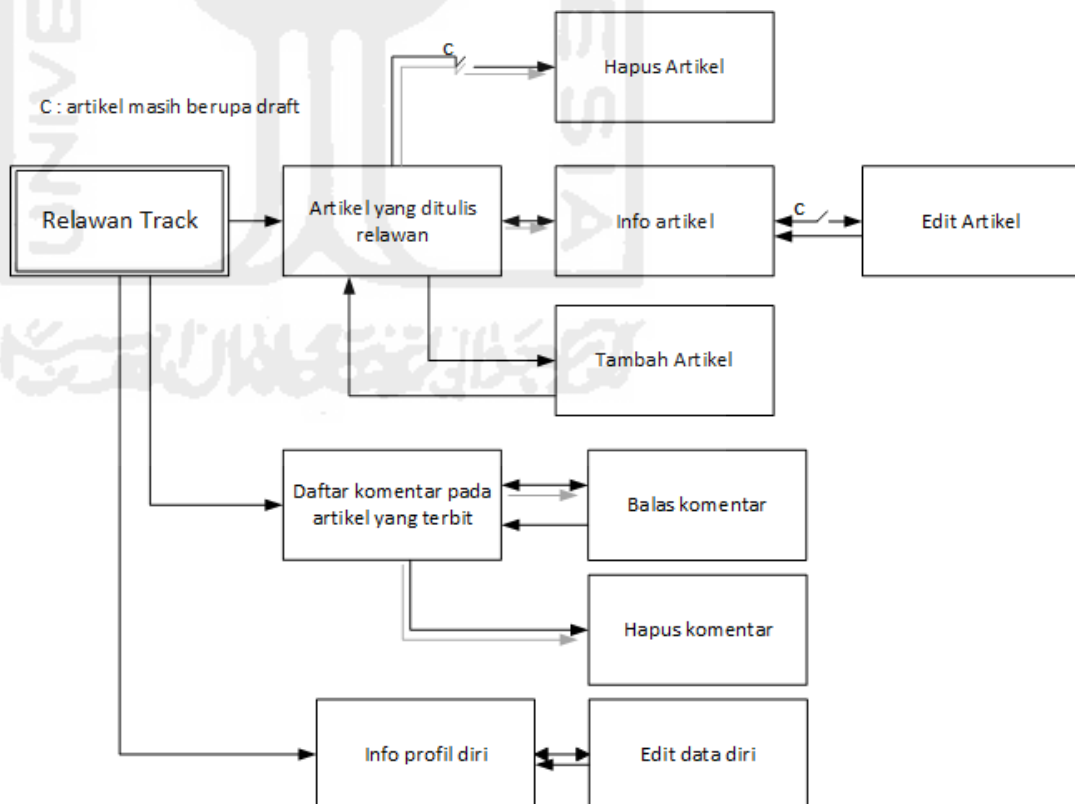 C
Hapus Artikel
C : artikel masih berupa draft
Relawan Track
Artikel yang ditulis
relawan
Info artikel
C
Edit Artikel
Tambah Artikel
Daftar komentar pada
artikel yang terbit
Balas komentar
Hapus komentar
Info profil diri
Edit data diri